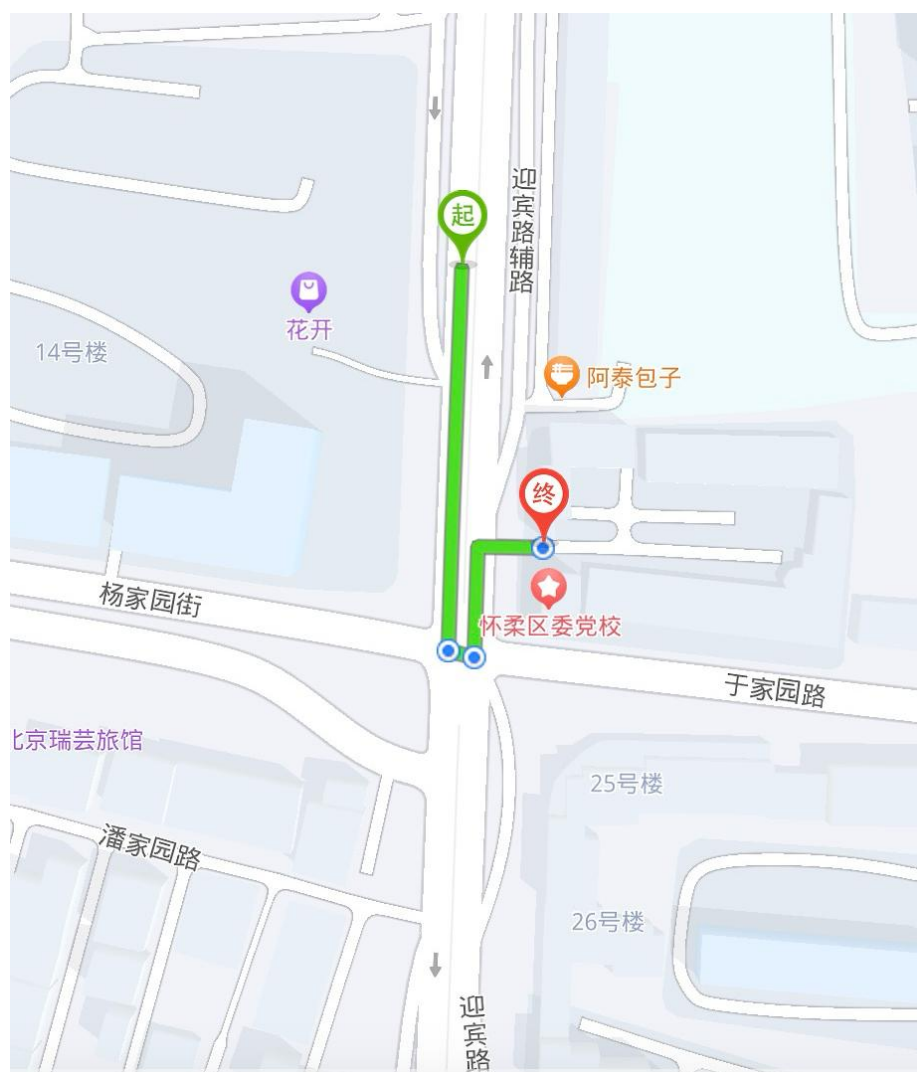 迎宾路辅路
起
花开
14号楼
阿泰包子
终
杨家园街
怀柔区委党校
于家园路
北京瑞芸旅馆
25号楼
潘家园路
26号楼
迎宾路